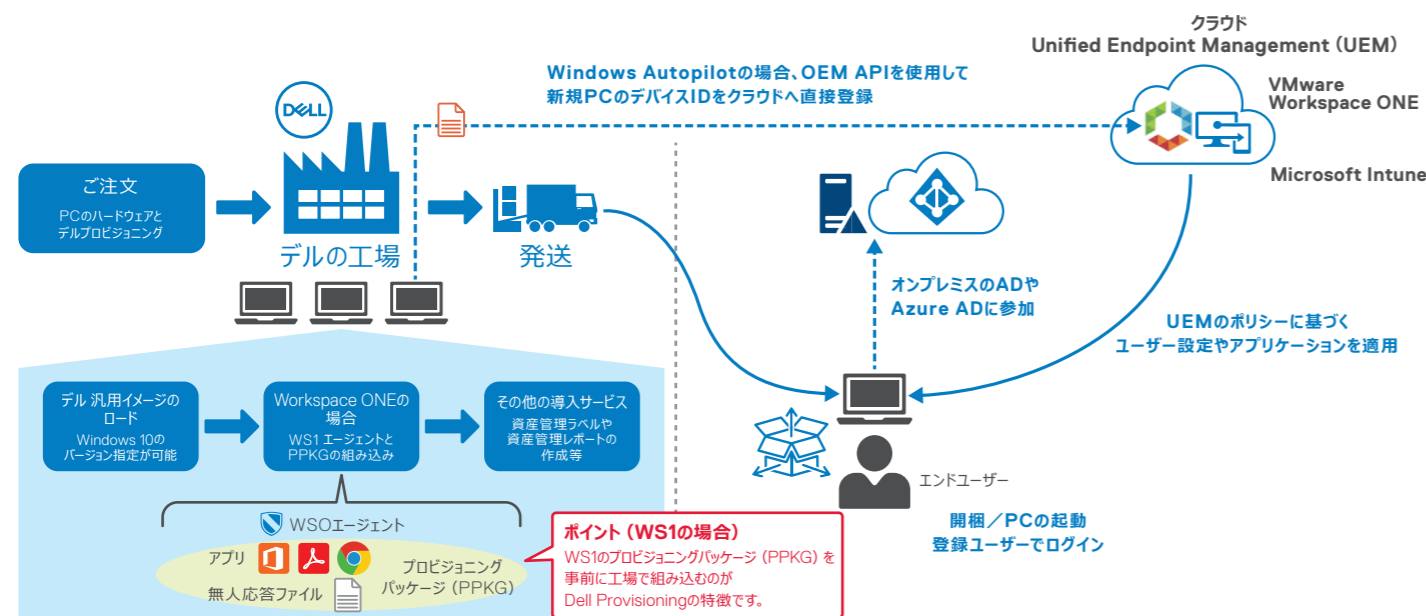 クラウド
Unified Endpoint Management（UEM）
VMware
Workspace ONE
Microsoft Intune
Windows Autopilotの場合、OEM APIを使用して
新規PCのデバイスIDをクラウドへ直接登録
DELL
ご注文
PCのハードウェアと
デルプロビジョニング
デルの工場
発送
オンプレミスのADや
Azure ADに参加
UEMのポリシーに基づく
ユーザー設定やアプリケーションを適用
デル 汎用イメージの
ロード
Windows 10の
バージョン指定が可能
Workspace ONEの
場合
WS1 エージェントと
PPKGの組み込み
その他の導入サービス
資産管理ラベルや
資産管理レポートの
作成等
エンドユーザー
開梱／PCの起動
登録ユーザーでログイン
WSOエージェント
アプリ
プロビジョニング
パッケージ（PPKG）
無人応答ファイル
ポイント（WS1の場合）
WS1のプロビジョニングパッケージ（PPKG）を
事前に工場で組み込むのが
Dell Provisioningの特徴です。